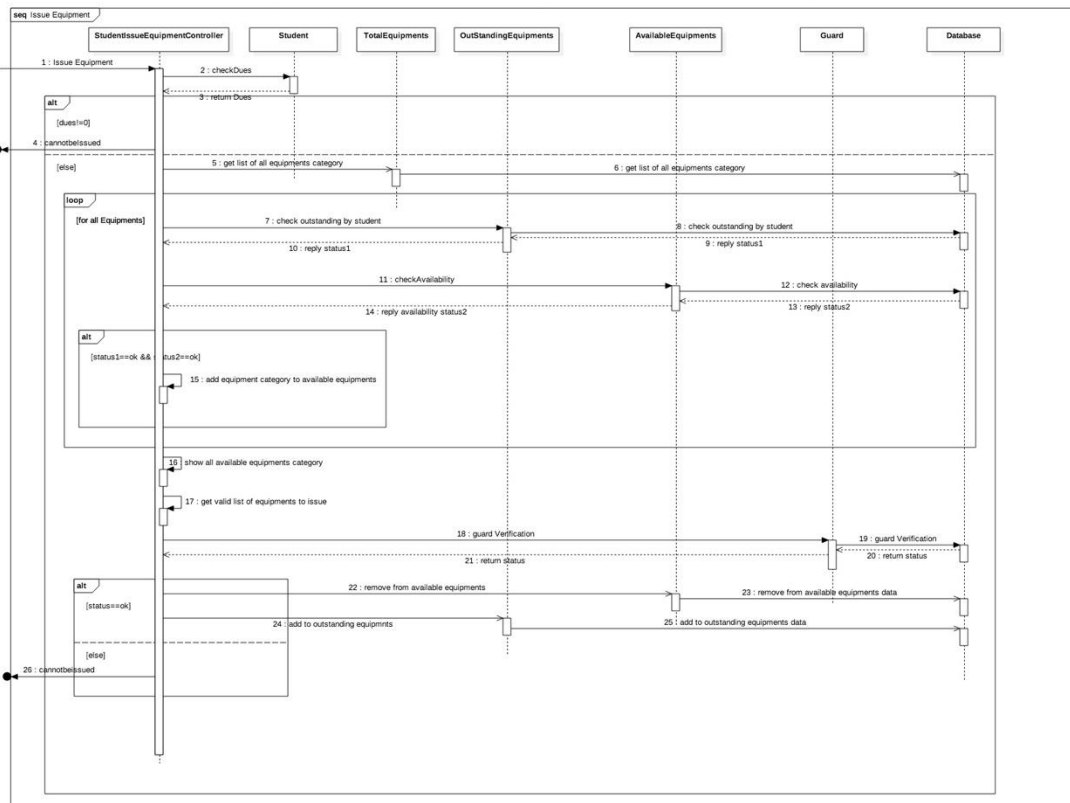 seq Issue Equipment
StudentIssueEquipmentController
Student
TotalEquipments
OutStandingEquipments
AvailableEquipments
Guard
Database
1 : Issue Equipment
2 : checkDues
3 : return Dues
alt
[dues!=0]
4 : cannotbeIssued
[else]
5 : get list of all equipments category
6 : get list of all equipments category
loop
[for all Equipments]
7 : check outstanding by student
8 : check outstanding by student
9 : reply status1
10 : reply status1
11 : checkAvailability
12 : check availability
13 : reply status2
14 : reply availability status2
alt
[status1==ok && status2==ok]
15 : add equipment category to available equipments
16 : show all available equipments category
17 : get valid list of equipments to issue
18 : guard Verification
19 : guard Verification
20 : return status
21 : return status
alt
[status==ok]
22 : remove from available equipments
23 : remove from available equipments data
24 : add to outstanding equipmnts
25 : add to outstanding equipments data
[else]
26 : cannotbeissued